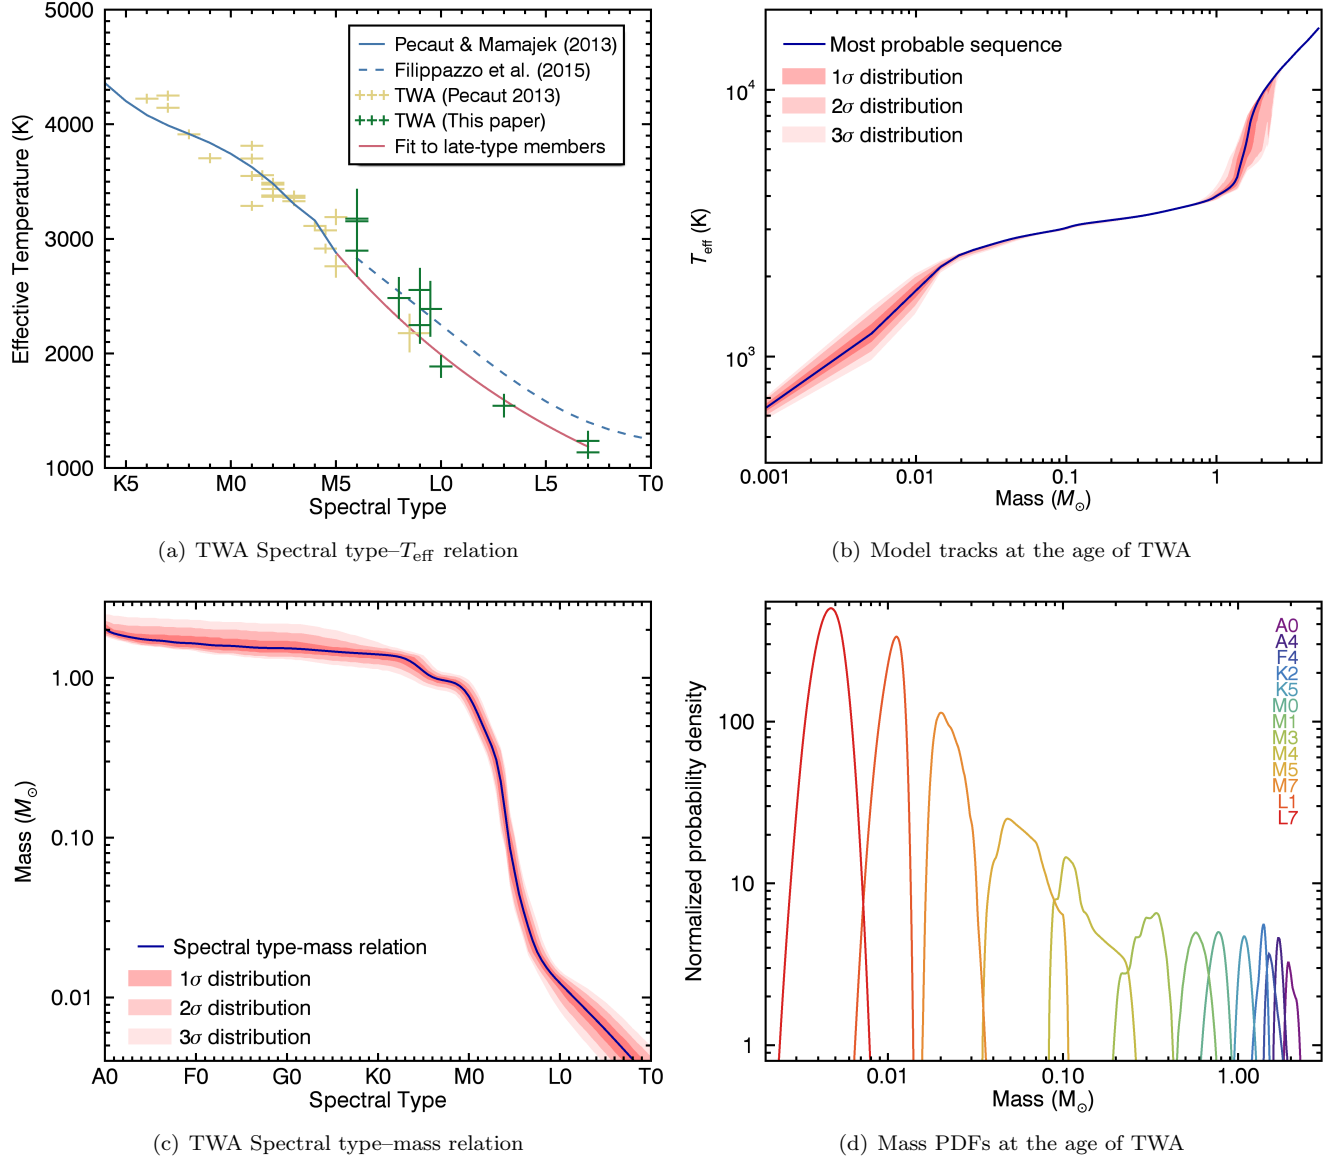 5000
4000
3000
2000
1000
Effective Temperature (K)
Pecaut & Mamajek (2013)
Filippazzo et al. (2015)
TWA (Pecaut 2013)
TWA (This paper)
Fit to late-type members
K5 M0 M5 L0 L5 T0
Spectral Type
(a) TWA Spectral type–Teff relation
Most probable sequence
1σ distribution
2σ distribution
3σ distribution
10⁴
10³
Teff (K)
0.001 0.01 0.1 1
Mass (M☉)
(b) Model tracks at the age of TWA
1.00
0.10
0.01
Mass (M☉)
Spectral type-mass relation
1σ distribution
2σ distribution
3σ distribution
A0 F0 G0 K0 M0 L0 T0
Spectral Type
(c) TWA Spectral type–mass relation
100
10
1
Normalized probability density
A0
A4
F4
K2
K5
M0
M1
M3
M4
M5
M7
L1
L7
0.01 0.10 1.00
Mass (M☉)
(d) Mass PDFs at the age of TWA